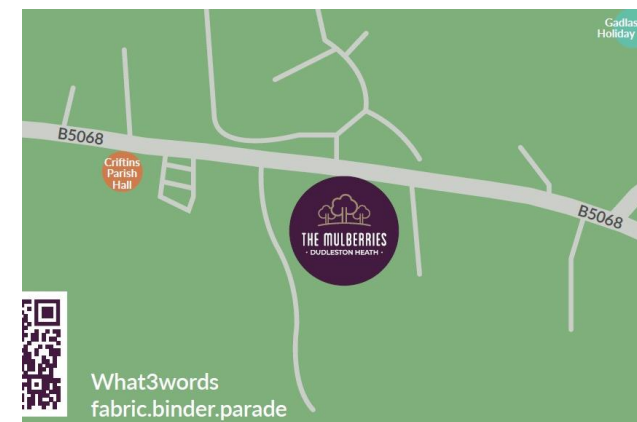 Gadlas
Holiday
B5068
Criftins
Parish
Hall
THE MULBERRIES
· DUDLESTON HEATH ·
B5068
What3words
fabric.binder.parade